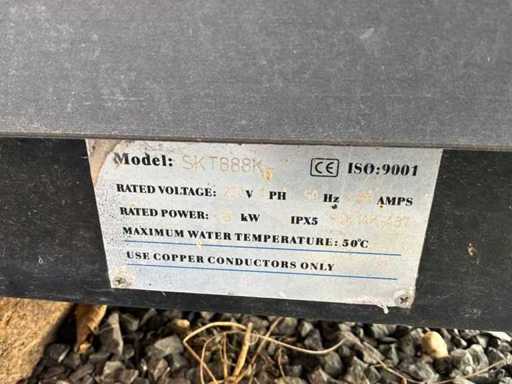 Model: SKT888K CE ISO:9001
RATED VOLTAGE: V PH Hz AMPS
RATED POWER: kW IPX5
MAXIMUM WATER TEMPERATURE: 50℃
USE COPPER CONDUCTORS ONLY